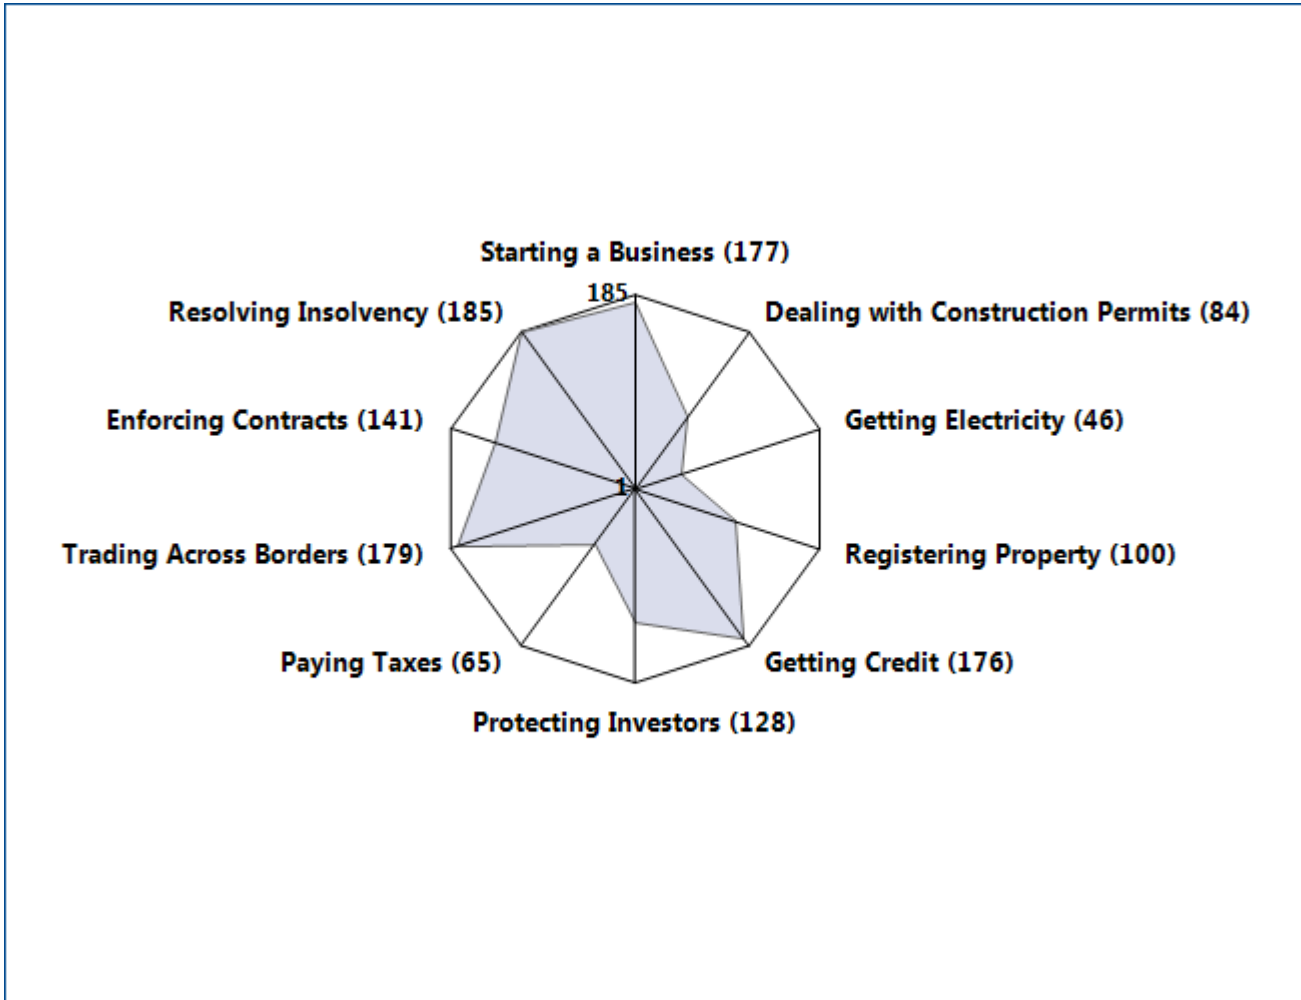 Starting a Business (177)
185
Resolving Insolvency (185)
Dealing with Construction Permits (84)
Enforcing Contracts (141)
Getting Electricity (46)
1
Trading Across Borders (179)
Registering Property (100)
Paying Taxes (65)
Getting Credit (176)
Protecting Investors (128)